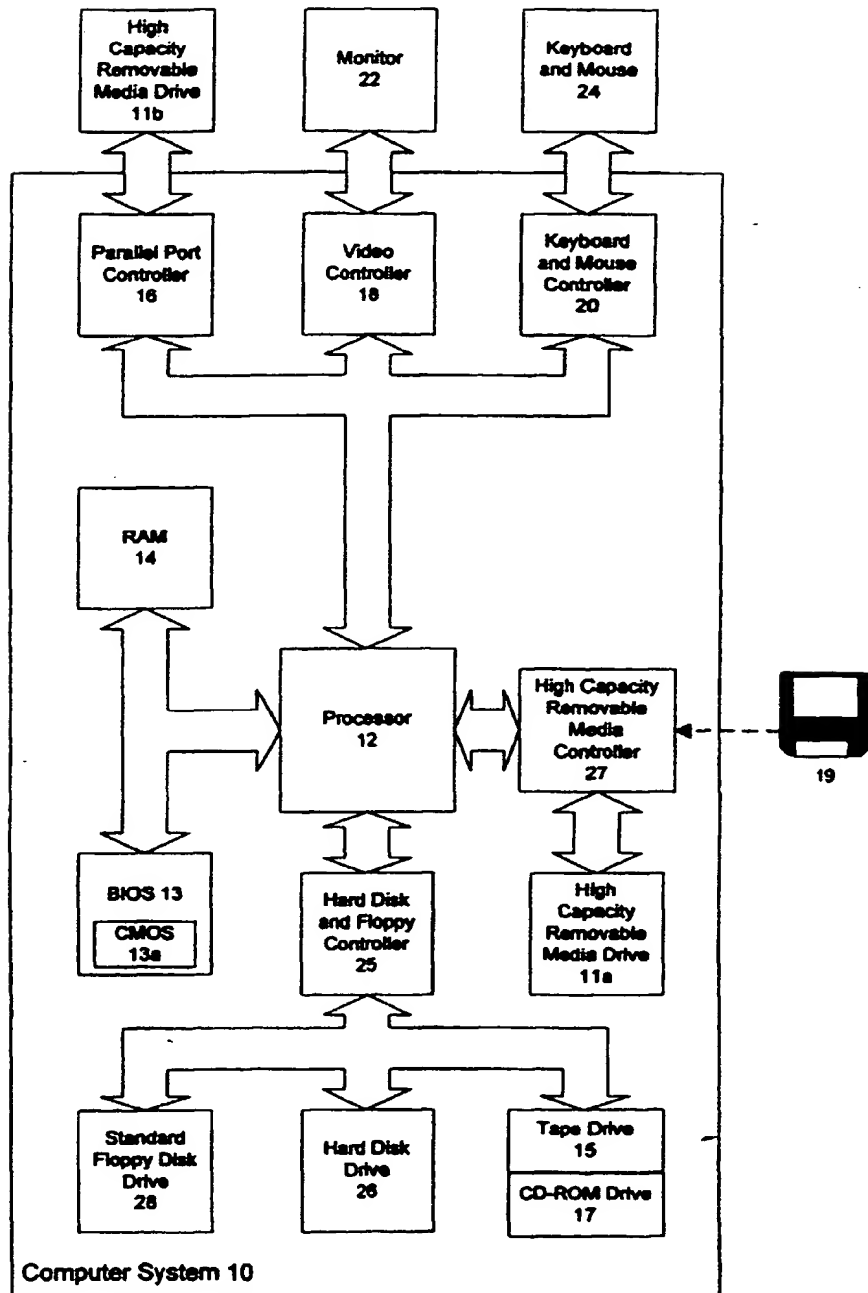 High
Capacity
Removable
Media Drive
11b
Monitor
22
Keyboard
and Mouse
24
Parallel Port
Controller
16
Video
Controller
18
Keyboard
and Mouse
Controller
20
RAM
14
Processor
12
High Capacity
Removable
Media
Controller
27
19
BIOS 13
CMOS
13a
Hard Disk
and Floppy
Controller
25
High
Capacity
Removable
Media Drive
11a
Standard
Floppy Disk
Drive
28
Hard Disk
Drive
26
Tape Drive
15
CD-ROM Drive
17
Computer System 10